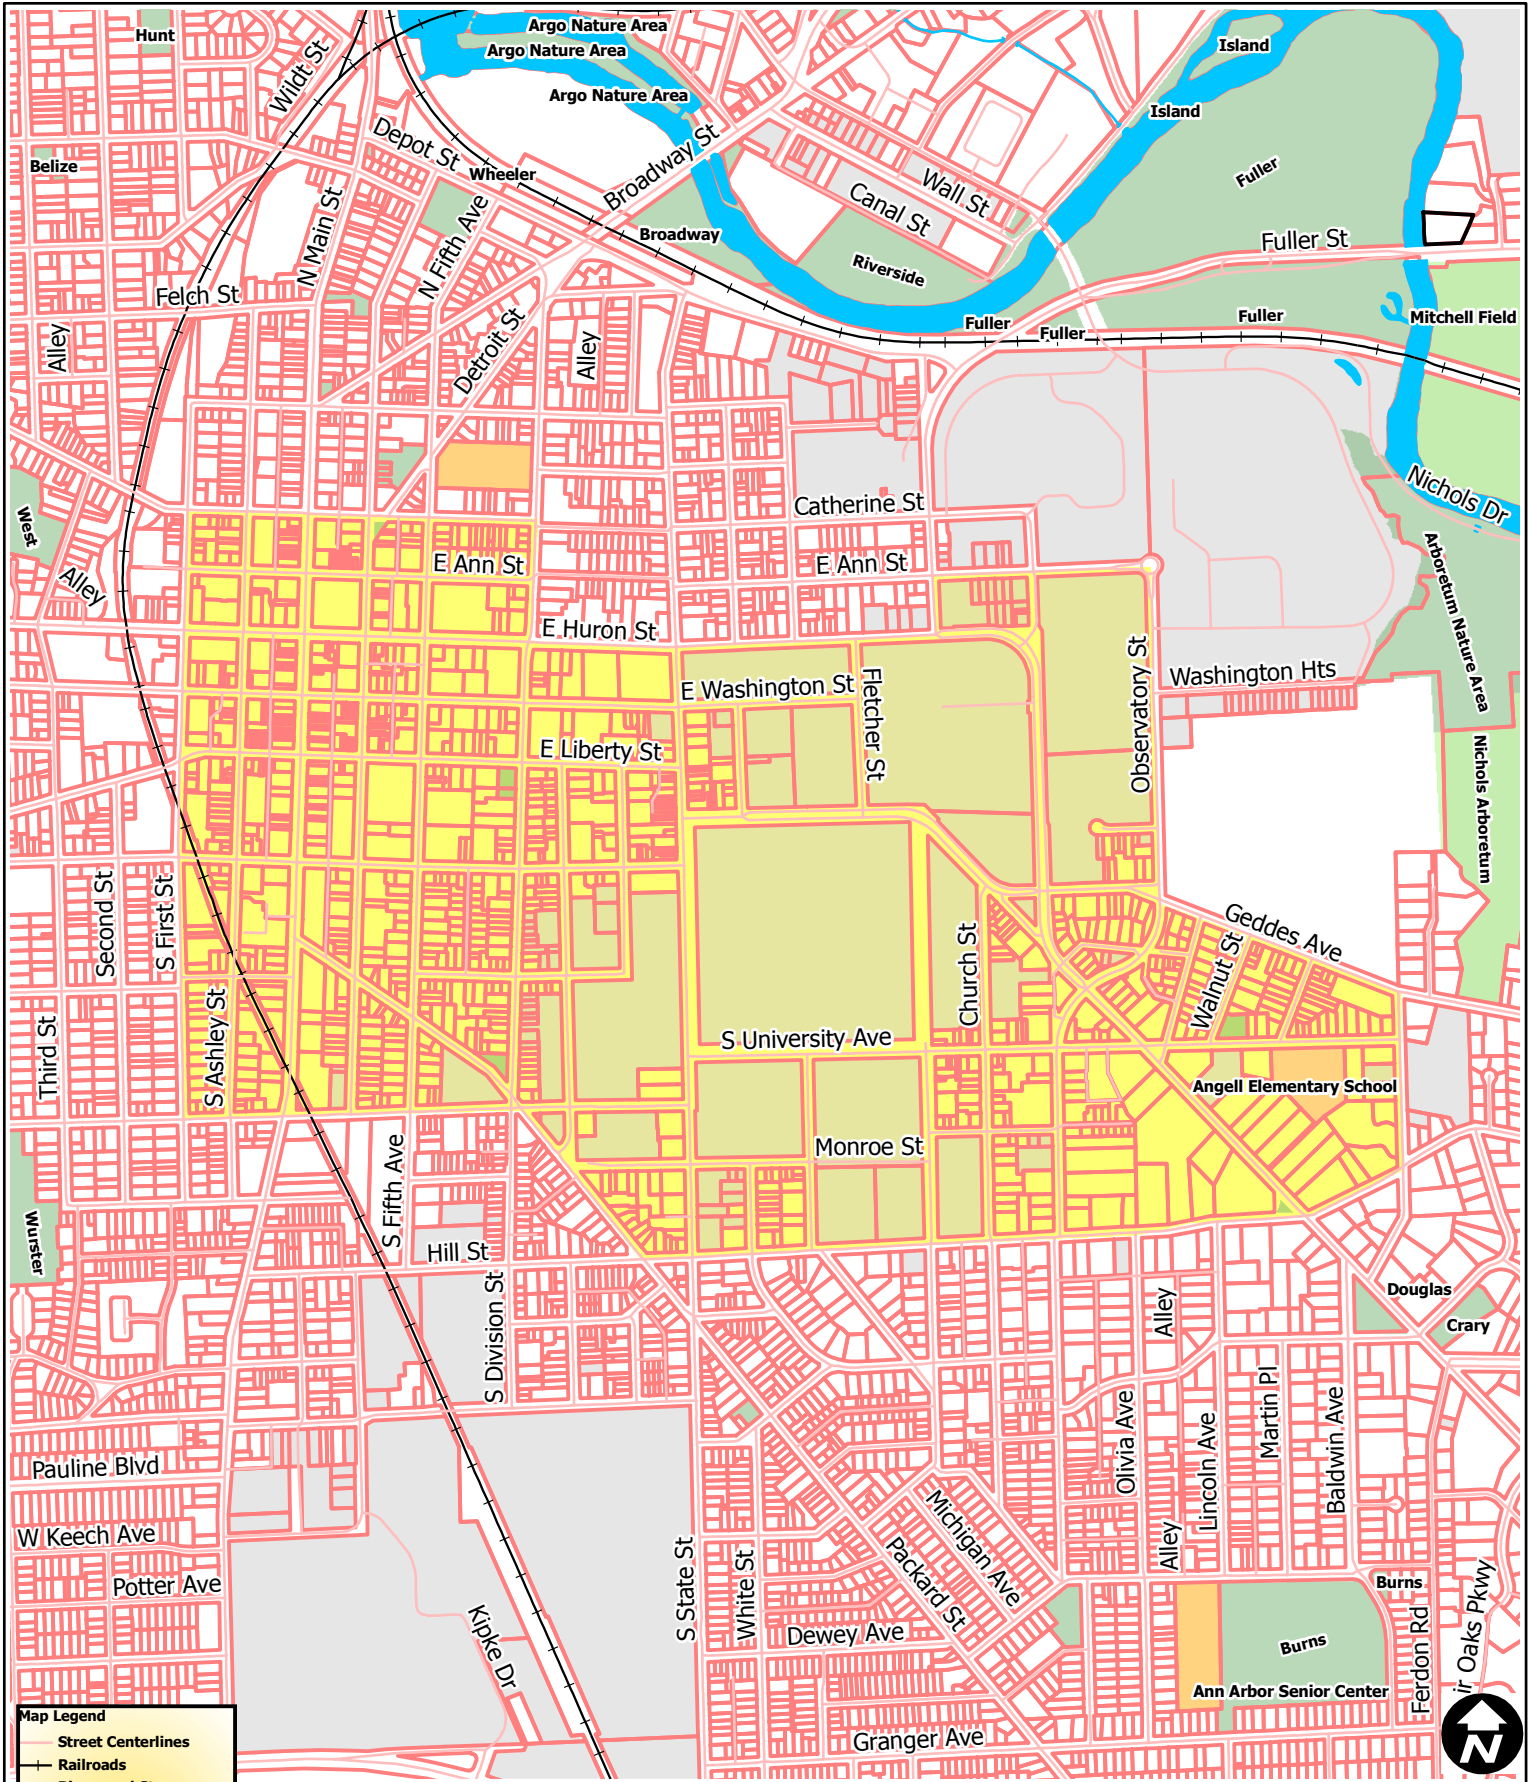 Argo Nature Area
Hunt
Island
Argo Nature Area
Wildt St
Argo Nature Area
Island
Depot St
Belize
Wheeler
Broadway St
Fuller
Wall St
Canal St
N Main St
N Fifth Ave
Broadway
Fuller St
Riverside
Felch St
Fuller
Fuller
Fuller
Mitchell Field
Alley
Detroit St
Alley
Catherine St
Nichols Dr
West
E Ann St
E Ann St
Alley
Arboretum Nature Area
E Huron St
Washington Hts
E Washington St
Fletcher St
Observatory St
E Liberty St
Nichols Arboretum
Second St
S First St
Geddes Ave
Church St
Walnut St
Third St
S Ashley St
S University Ave
Angell Elementary School
Monroe St
S Fifth Ave
Wurster
Hill St
Douglas
S Division St
Alley
Crary
Martin Pl
Olivia Ave
Lincoln Ave
Baldwin Ave
Pauline Blvd
W Keech Ave
Michigan Ave
Alley
Potter Ave
S State St
White St
Packard St
Burns
Kipke Dr
Dewey Ave
Burns
Ferdon Rd
ir Oaks Pkwy
Ann Arbor Senior Center
Granger Ave
Map Legend
Street Centerlines
Railroads
N